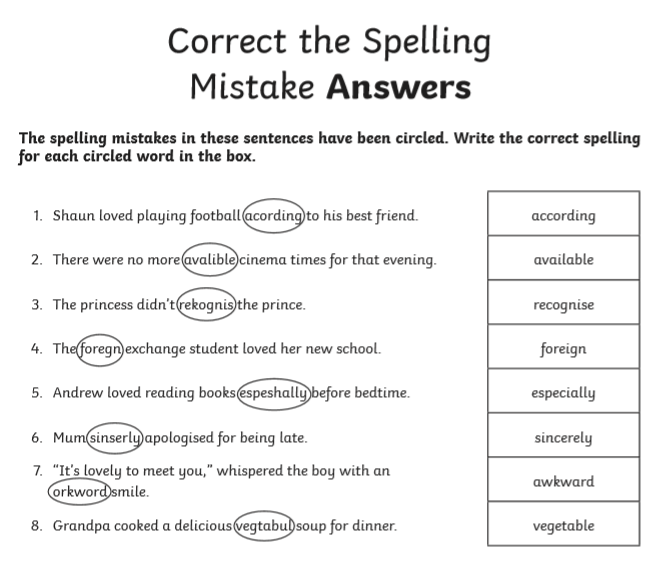 Correct the Spelling
Mistake Answers
The spelling mistakes in these sentences have been circled. Write the correct spelling
for each circled word in the box.
1. Shaun loved playing football acording to his best friend.
according
2. There were no more avalible cinema times for that evening.
available
3. The princess didn't rekognis the prince.
recognise
4. The foregn exchange student loved her new school.
foreign
5. Andrew loved reading books espeshally before bedtime.
especially
6. Mum sinserly apologised for being late.
sincerely
7. "It's lovely to meet you," whispered the boy with an
orkword smile.
awkward
8. Grandpa cooked a delicious vegtabul soup for dinner.
vegetable